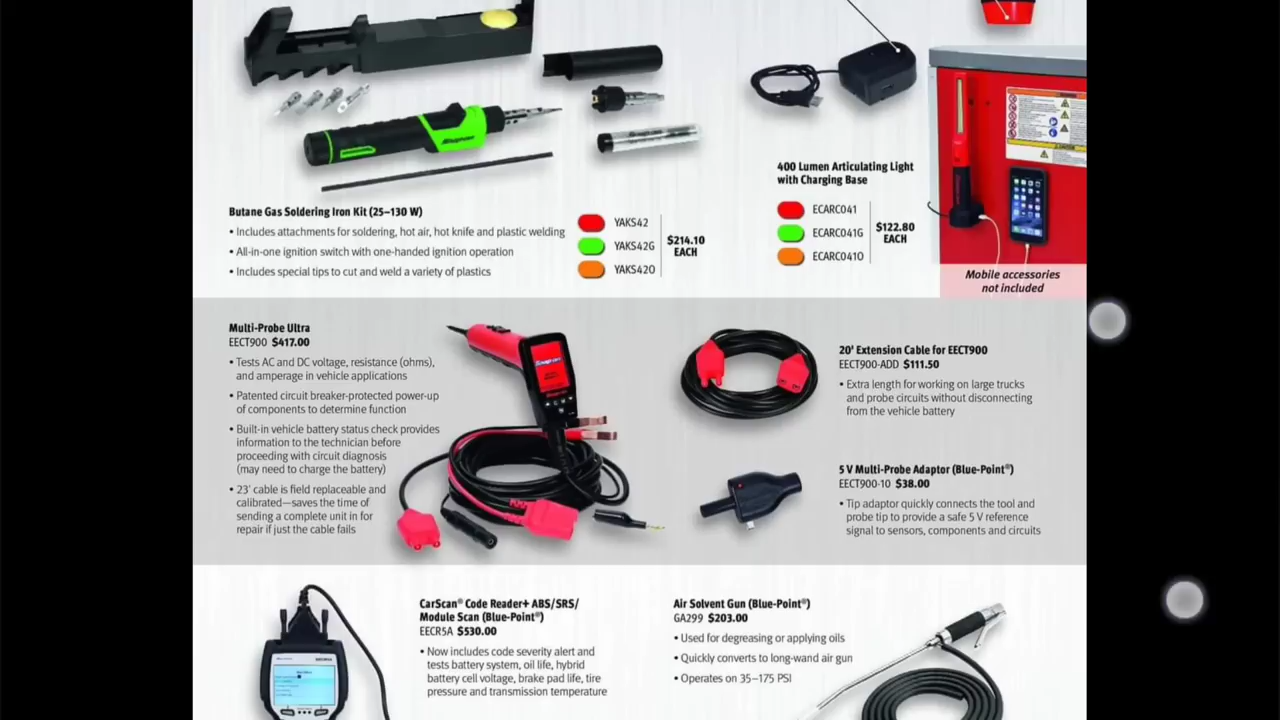 400 Lumen Articulating Light
with Charging Base
ECARC041
ECARC041G
ECARC041O
$122.80
EACH
Mobile accessories
not included
Butane Gas Soldering Iron Kit (25–130 W)
• Includes attachments for soldering, hot air, hot knife and plastic welding
• All-in-one ignition switch with one-handed ignition operation
• Includes special tips to cut and weld a variety of plastics
YAKS42
YAKS42G
YAKS42O
$214.10
EACH
Multi-Probe Ultra
EECT900 $417.00
• Tests AC and DC voltage, resistance (ohms),
and amperage in vehicle applications
• Patented circuit breaker-protected power-up
of components to determine function
• Built-in vehicle battery status check provides
information to the technician before
proceeding with circuit diagnosis
(may need to charge the battery)
• 23' cable is field replaceable and
calibrated—saves the time of
sending a complete unit in for
repair if just the cable fails
20' Extension Cable for EECT900
EECT900-ADD $111.50
• Extra length for working on large trucks
and probe circuits without disconnecting
from the vehicle battery
5 V Multi-Probe Adaptor (Blue-Point®)
EECT900-10 $38.00
• Tip adaptor quickly connects the tool and
probe tip to provide a safe 5 V reference
signal to sensors, components and circuits
CarScan® Code Reader+ ABS/SRS/
Module Scan (Blue-Point®)
EECR5A $530.00
• Now includes code severity alert and
tests battery system, oil life, hybrid
battery cell voltage, brake pad life, tire
pressure and transmission temperature
Air Solvent Gun (Blue-Point®)
GA299 $203.00
• Used for degreasing or applying oils
• Quickly converts to long-wand air gun
• Operates on 35–175 PSI